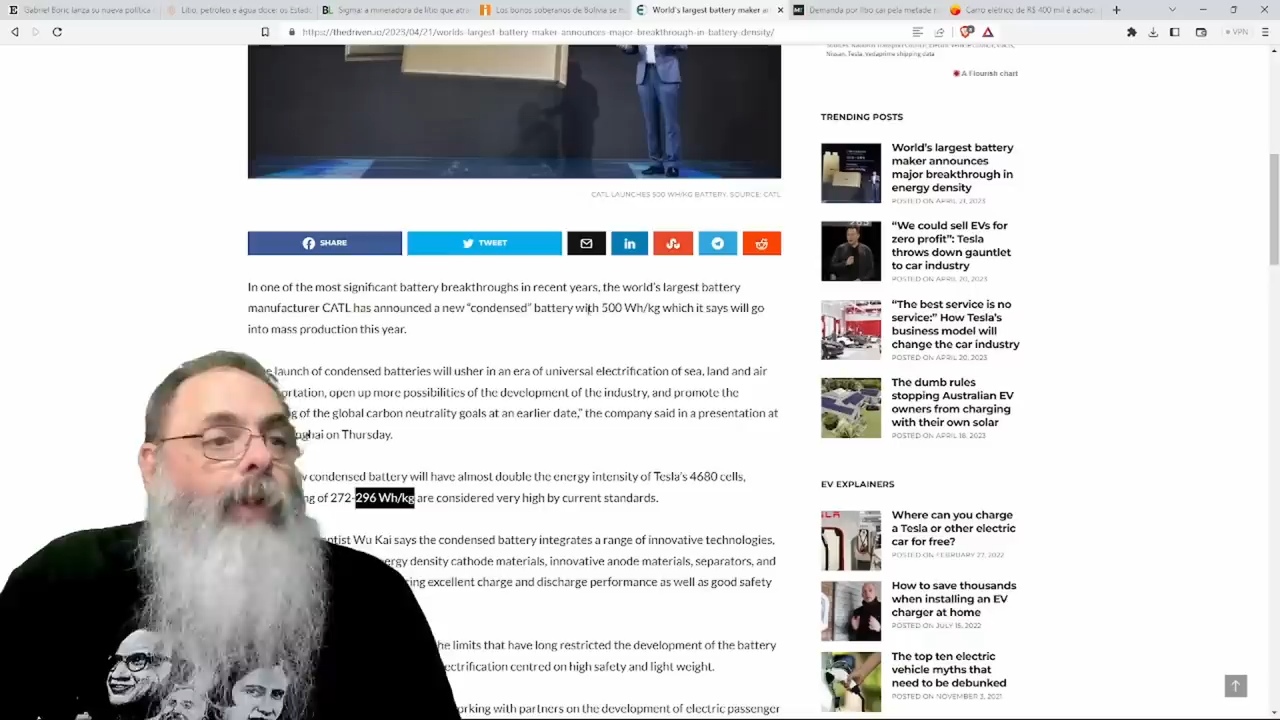 Gabriel Boric lanza su nueva política
Litio, petróleo e água doce: os Estado
Sigma: a mineradora de lítio que atra
Los bonos soberanos de Bolivia se h
World's largest battery maker an
Demanda por lítio cai pela metade n
Carro elétrico de R$ 400 mil é achac
https://thedriven.io/2023/04/21/worlds-largest-battery-maker-announces-major-breakthrough-in-battery-density/
VPN
Nissan, Tesla, Vedaprime shipping data
A Flourish chart
CATL LAUNCHES 500 WH/KG BATTERY. SOURCE: CATL
SHARE
TWEET
In one of the most significant battery breakthroughs in recent years, the world's largest battery
manufacturer CATL has announced a new "condensed" battery with 500 Wh/kg which it says will go
into mass production this year.
unch of condensed batteries will usher in an era of universal electrification of sea, land and air
ortation, open up more possibilities of the development of the industry, and promote the
of the global carbon neutrality goals at an earlier date," the company said in a presentation at
ghai on Thursday.
w condensed battery will have almost double the energy intensity of Tesla's 4680 cells,
ng of 272-296 Wh/kg are considered very high by current standards.
ntist Wu Kai says the condensed battery integrates a range of innovative technologies,
ergy density cathode materials, innovative anode materials, separators, and
ing excellent charge and discharge performance as well as good safety
he limits that have long restricted the development of the battery
ectrification centred on high safety and light weight.
orking with partners on the development of electric passenger
TRENDING POSTS
World's largest battery
maker announces
major breakthrough in
energy density
POSTED ON APRIL 21, 2023
"We could sell EVs for
zero profit": Tesla
throws down gauntlet
to car industry
POSTED ON APRIL 20, 2023
"The best service is no
service:" How Tesla's
business model will
change the car industry
POSTED ON APRIL 20, 2023
The dumb rules
stopping Australian EV
owners from charging
with their own solar
POSTED ON APRIL 18, 2023
EV EXPLAINERS
Where can you charge
a Tesla or other electric
car for free?
POSTED ON FEBRUARY 27, 2022
How to save thousands
when installing an EV
charger at home
POSTED ON JULY 15, 2022
The top ten electric
vehicle myths that
need to be debunked
POSTED ON NOVEMBER 3, 2021